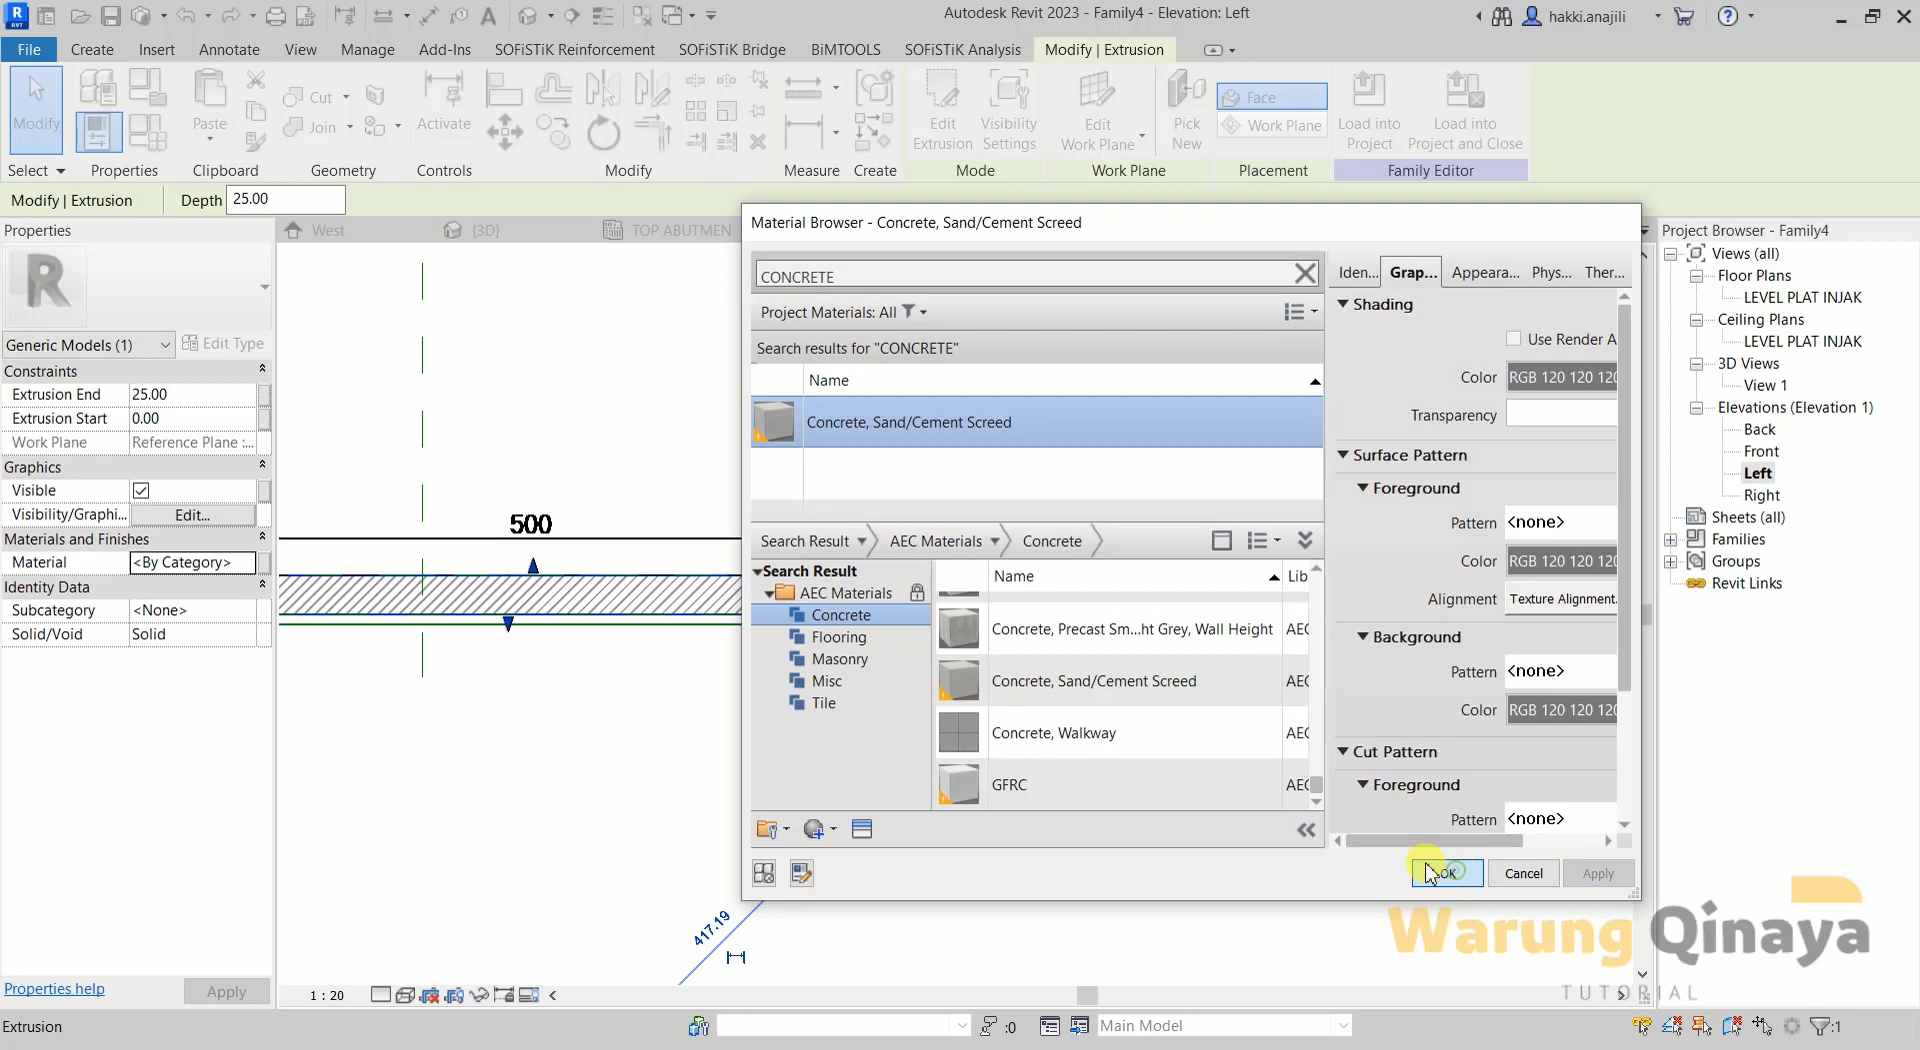 Autodesk Revit 2023 - Family4 - Elevation: Left
hakki.anajili
File Create Insert Annotate View Manage Add-Ins SOFiSTiK Reinforcement SOFiSTiK Bridge BiMTOOLS SOFiSTiK Analysis Modify | Extrusion
Modify
Paste
Cut
Join
Activate
Edit Extrusion
Visibility Settings
Edit Work Plane
Pick New
Face
Work Plane
Load into Project
Load into Project and Close
Select Properties Clipboard Geometry Controls Modify Measure Create Mode Work Plane Placement Family Editor
Modify | Extrusion Depth 25.00
Properties
R
Generic Models (1) Edit Type
Constraints
Extrusion End 25.00
Extrusion Start 0.00
Work Plane Reference Plane :...
Graphics
Visible
Visibility/Graphi... Edit...
Materials and Finishes
Material <By Category>
Identity Data
Subcategory <None>
Solid/Void Solid
Properties help Apply
West {3D} TOP ABUTMEN
500
417.19
Material Browser - Concrete, Sand/Cement Screed
CONCRETE
Project Materials: All
Search results for "CONCRETE"
Name
Concrete, Sand/Cement Screed
Search Result AEC Materials Concrete
Search Result
AEC Materials
Concrete
Flooring
Masonry
Misc
Tile
Name Lib
Concrete, Precast Sm...ht Grey, Wall Height AEC
Concrete, Sand/Cement Screed AEC
Concrete, Walkway AEC
GFRC AEC
Iden... Grap... Appeara... Phys... Ther...
Shading
Use Render A
Color RGB 120 120 120
Transparency
Surface Pattern
Foreground
Pattern <none>
Color RGB 120 120 120
Alignment Texture Alignment.
Background
Pattern <none>
Color RGB 120 120 120
Cut Pattern
Foreground
Pattern <none>
OK Cancel Apply
Project Browser - Family4
Views (all)
Floor Plans
LEVEL PLAT INJAK
Ceiling Plans
LEVEL PLAT INJAK
3D Views
View 1
Elevations (Elevation 1)
Back
Front
Left
Right
Sheets (all)
Families
Groups
Revit Links
Warung Qinaya
TUTORIAL
1 : 20
Extrusion
:0
Main Model
:1